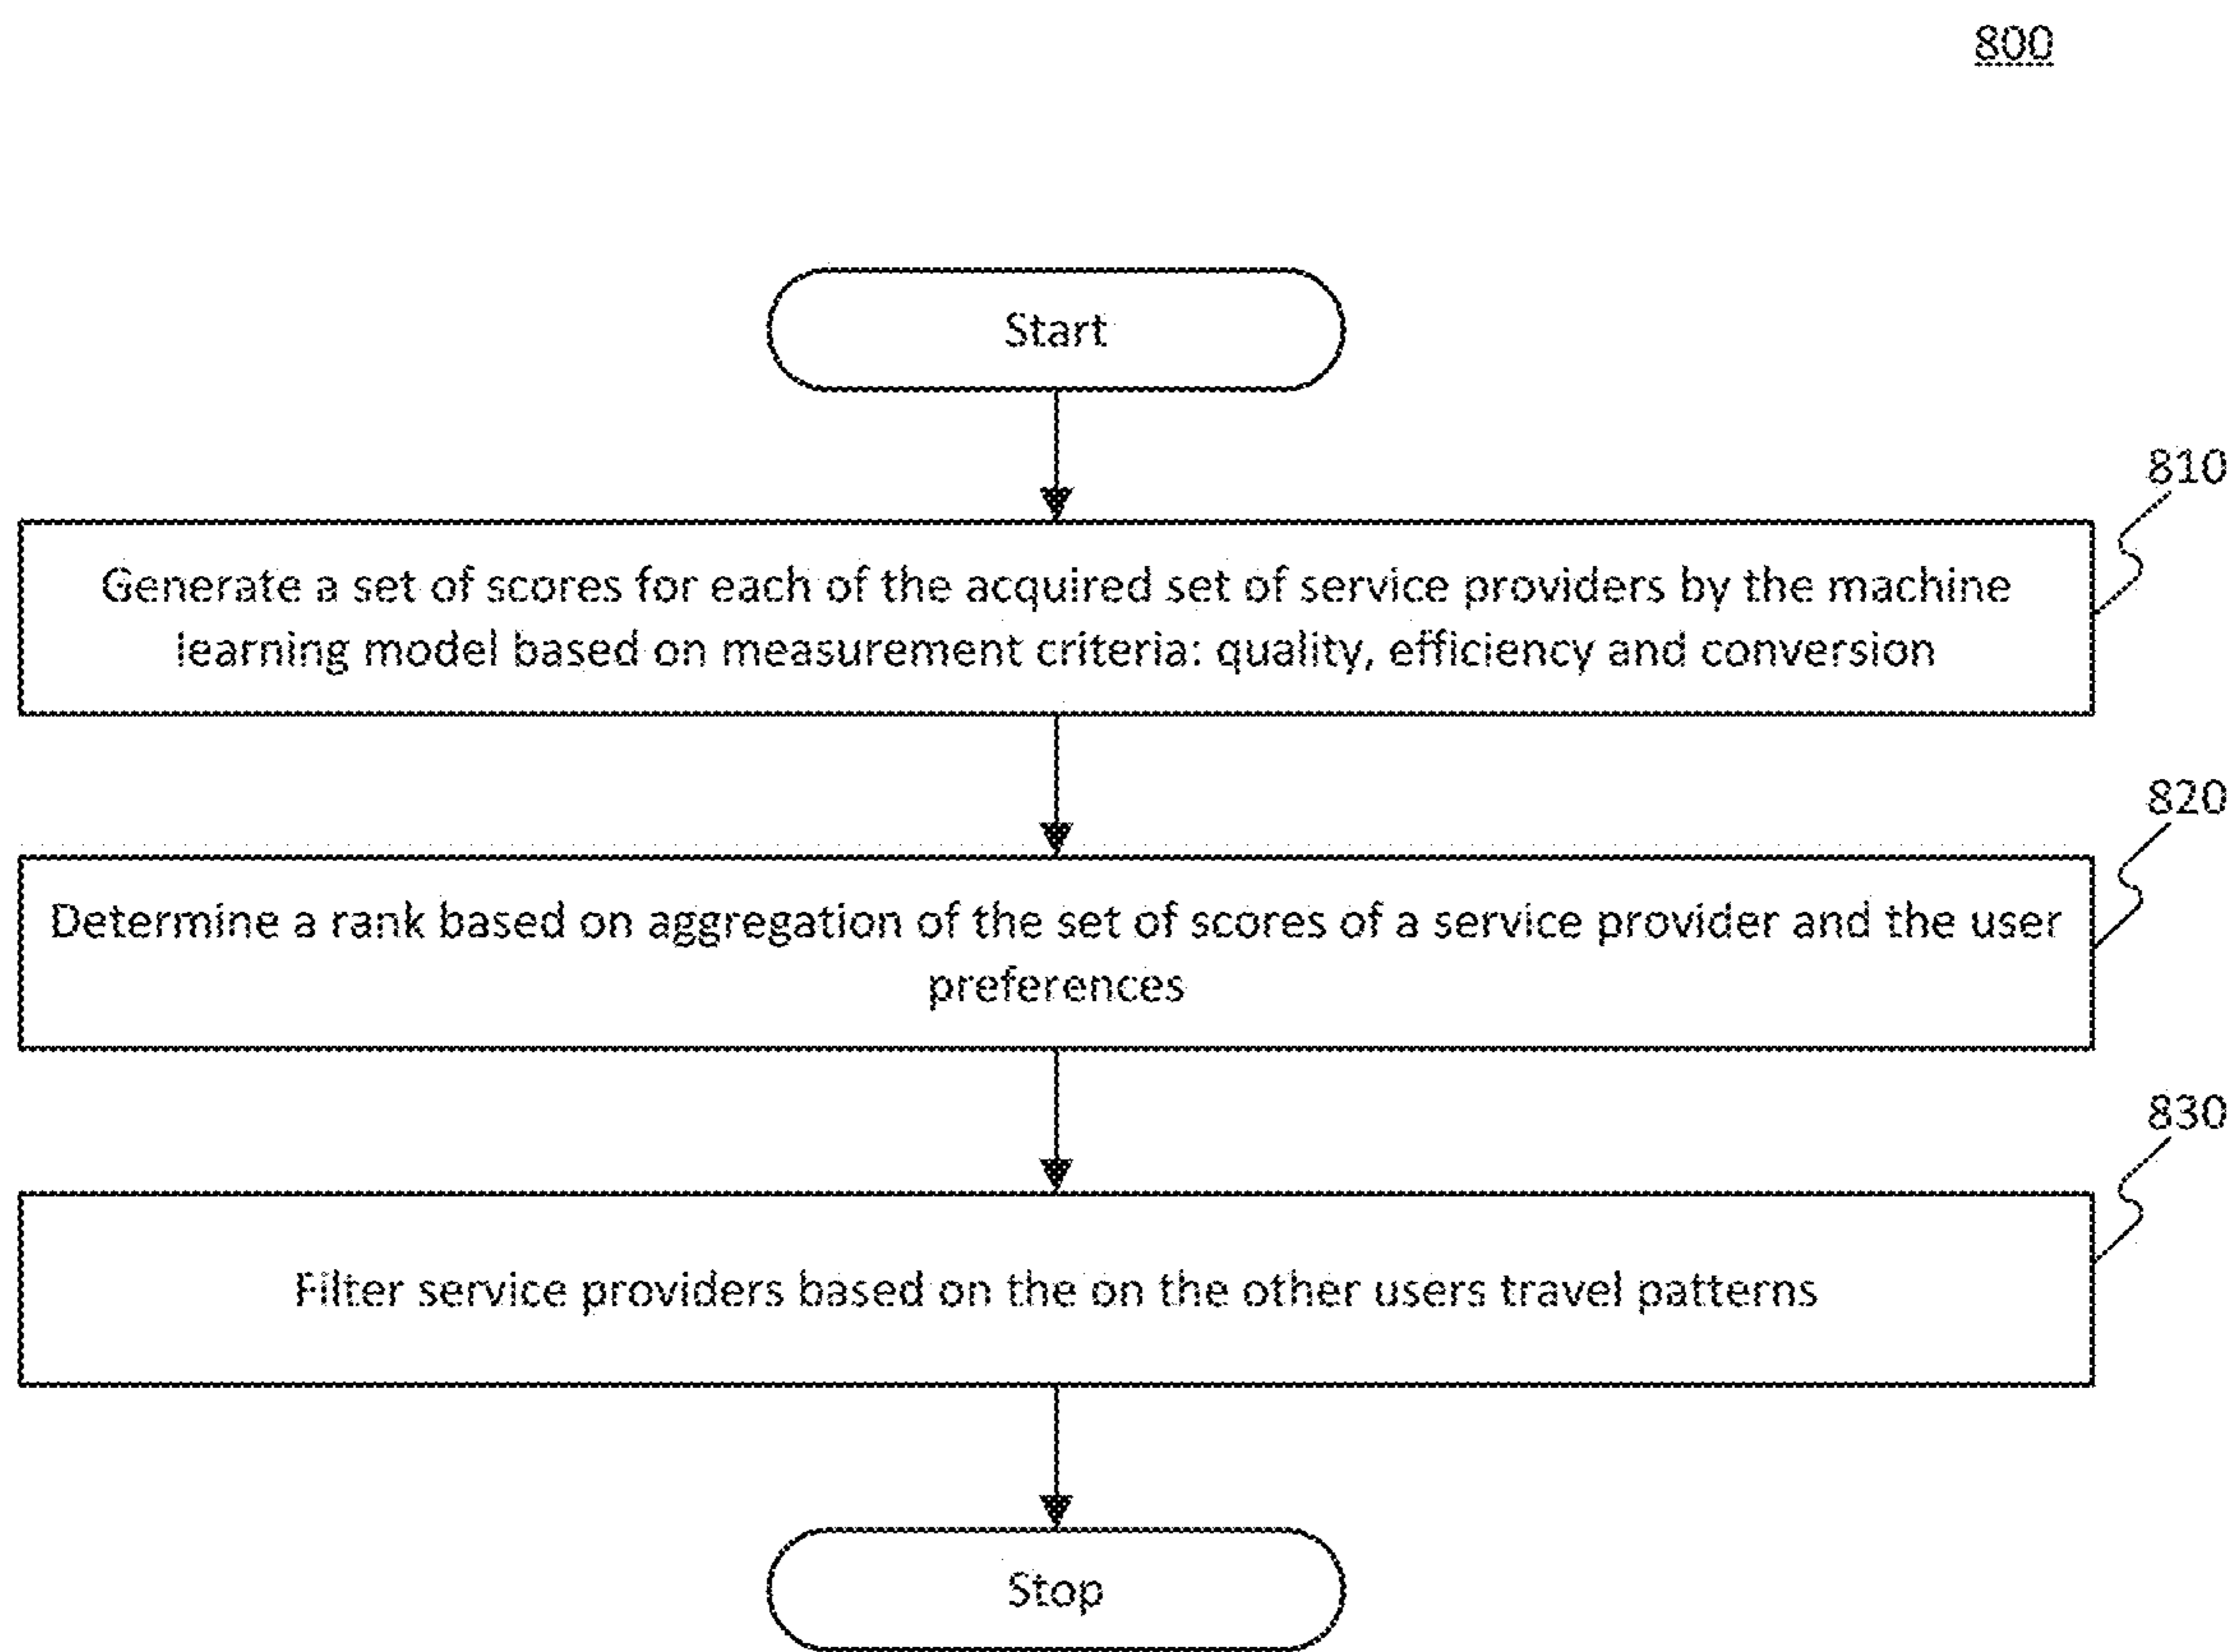 800
Start
810
Generate a set of scores for each of the acquired set of service providers by the machine
learning model based on measurement criteria: quality, efficiency and conversion
820
Determine a rank based on aggregation of the set of scores of a service provider and the user
preferences
830
Filter service providers based on the on the other users travel patterns
Stop